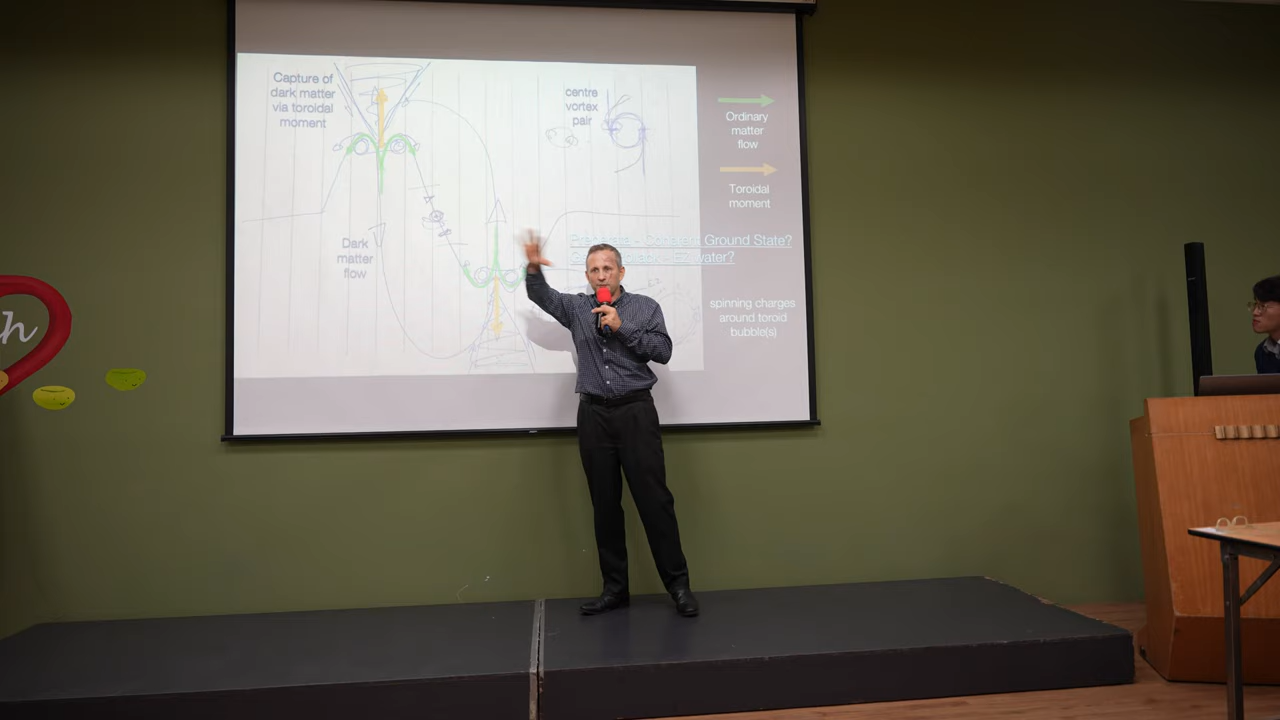 Capture of
dark matter
via toroidal
moment
centre
vortex
pair
Ordinary
matter
flow
Toroidal
moment
Dark
matter
flow
Ground State?
water?
spinning charges
around toroid
bubble(s)
h